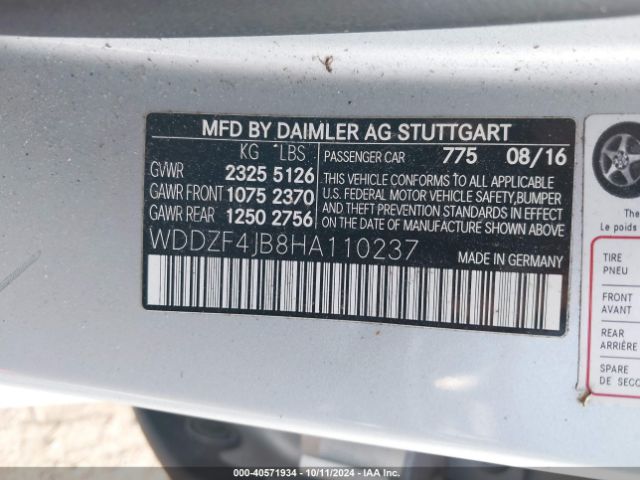 MFD BY DAIMLER AG STUTTGART
KG LBS
PASSENGER CAR 775 08/16
GVWR 2325 5126
GAWR FRONT 1075 2370
GAWR REAR 1250 2756
THIS VEHICLE CONFORMS TO ALL APPLICABLE
U.S. FEDERAL MOTOR VEHICLE SAFETY,BUMPER
AND THEFT PREVENTION STANDARDS IN EFFECT
ON THE DATE OF MANUFACTURE SHOWN ABOVE.
WDDZF4JB8HA110237
MADE IN GERMANY
The
Le poids
TIRE
PNEU
FRONT
AVANT
REAR
ARRIÈRE
SPARE
DE SECO
000-40571934 - 10/11/2024 - IAA Inc.